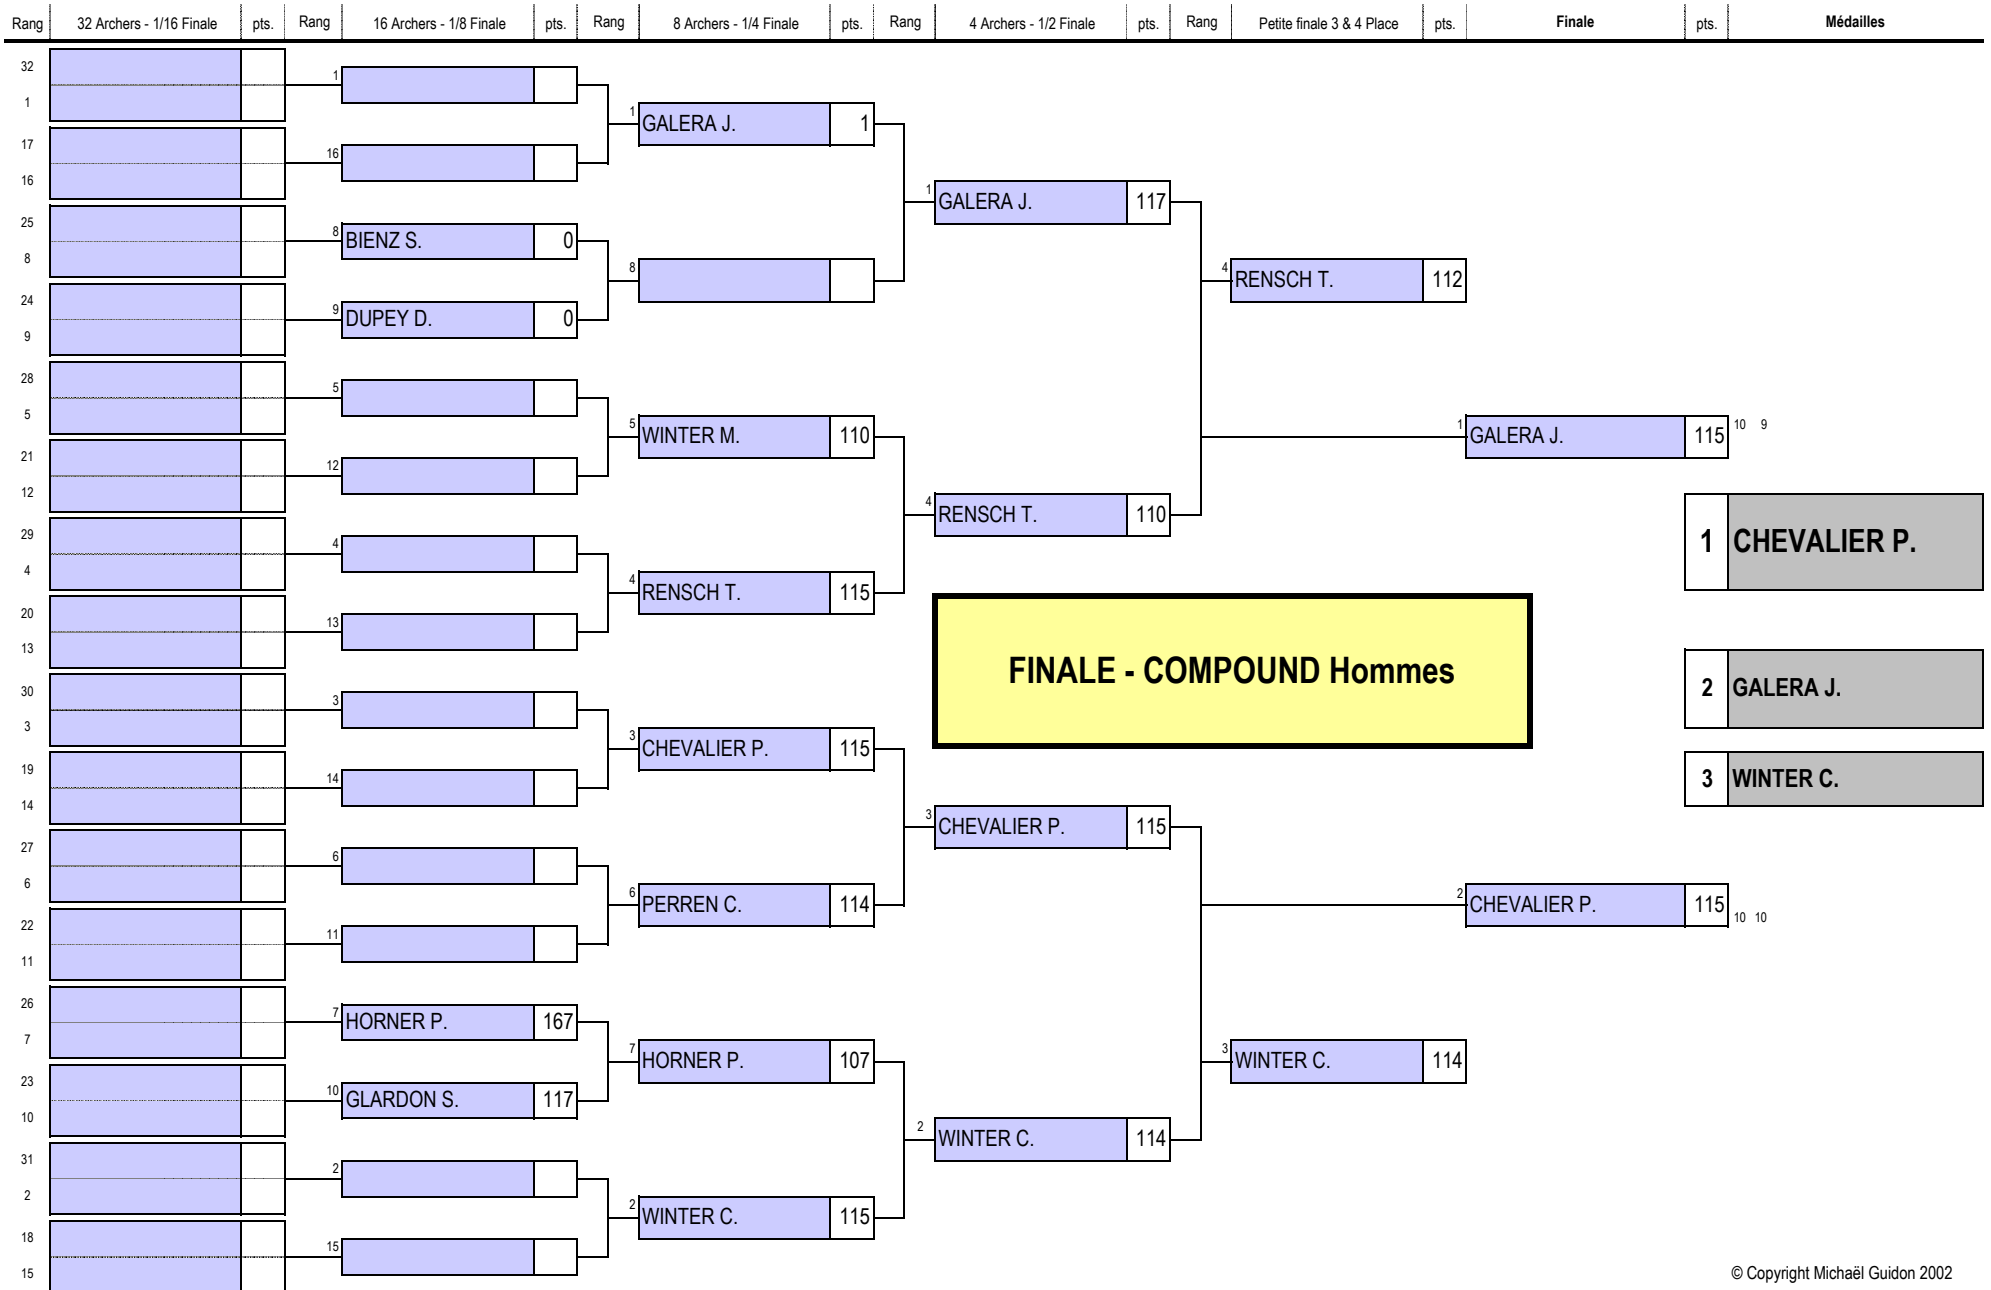 Rang 32 Archers - 1/16 Finale pts. Rang 16 Archers - 1/8 Finale pts. Rang 8 Archers - 1/4 Finale pts. Rang 4 Archers - 1/2 Finale pts. Rang Petite finale 3 & 4 Place pts. Finale pts. Médailles
32
1
1
1 GALERA J. 1
17
16
16
1 GALERA J. 117
25
8 BIENZ S. 0
8
8
4 RENSCH T. 112
24
9 DUPEY D. 0
9
28
5
5
5 WINTER M. 110
1 GALERA J. 115 10 9
21
12
12
4 RENSCH T. 110
29
4
4
1 CHEVALIER P.
4 RENSCH T. 115
20
13
13
FINALE - COMPOUND Hommes
30
3
3
2 GALERA J.
3 CHEVALIER P. 115
19
14
14
3 WINTER C.
3 CHEVALIER P. 115
27
6
6
6 PERREN C. 114
2 CHEVALIER P. 115 10 10
22
11
11
26
7 HORNER P. 167
7
7 HORNER P. 107
3 WINTER C. 114
23
10 GLARDON S. 117
10
2 WINTER C. 114
31
2
2
2 WINTER C. 115
18
15
15
© Copyright Michaël Guidon 2002